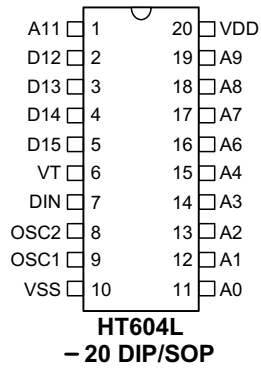 A11 1 20 VDD
D12 2 19 A9
D13 3 18 A8
D14 4 17 A7
D15 5 16 A6
VT 6 15 A4
DIN 7 14 A3
OSC2 8 13 A2
OSC1 9 12 A1
VSS 10 11 A0
HT604L
– 20 DIP/SOP